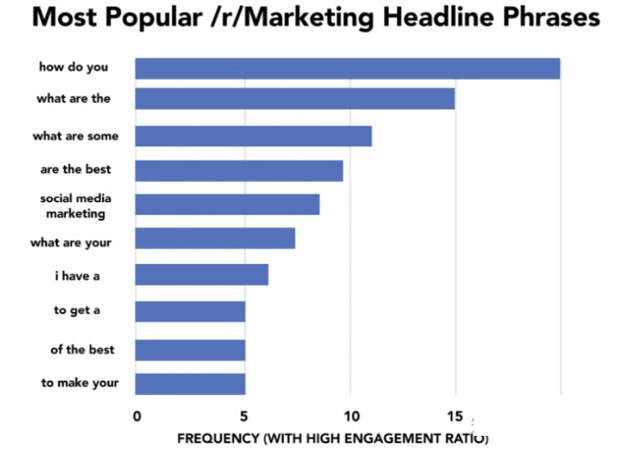 Most Popular /r/Marketing Headline Phrases
how do you
what are the
what are some
are the best
social media
marketing
what are your
i have a
to get a
of the best
to make your
0 5 10 15
FREQUENCY (WITH HIGH ENGAGEMENT RATIO)